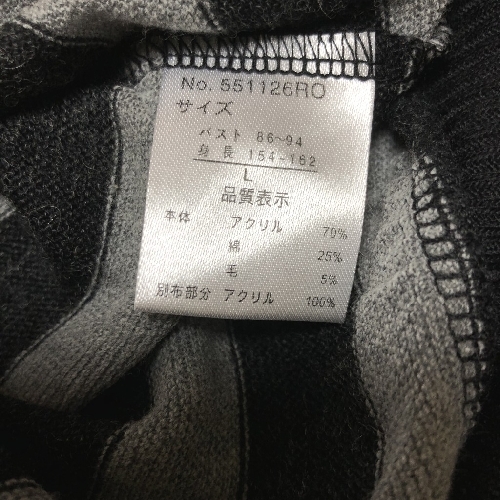 No. 551126RO
サイズ
バスト 86~94
身長 154-162
L
品質表示
本体 アクリル 70%
綿 25%
毛 5%
別布部分 アクリル 100%